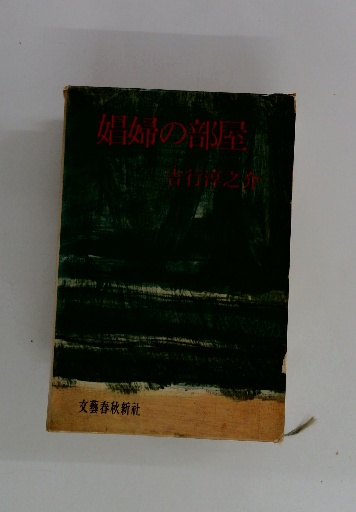 娼婦の部屋
吉行淳之介
文藝春秋新社